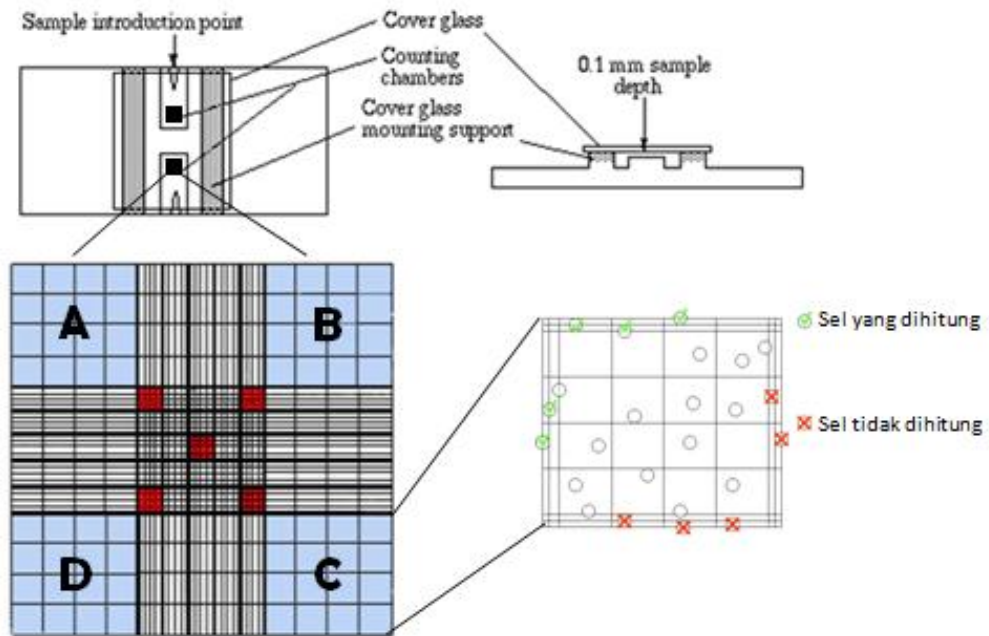 Sample introduction point
Cover glass
Counting
chambers
Cover glass
mounting support
0.1 mm sample
depth
A
B
D
C
Sel yang dihitung
Sel tidak dihitung